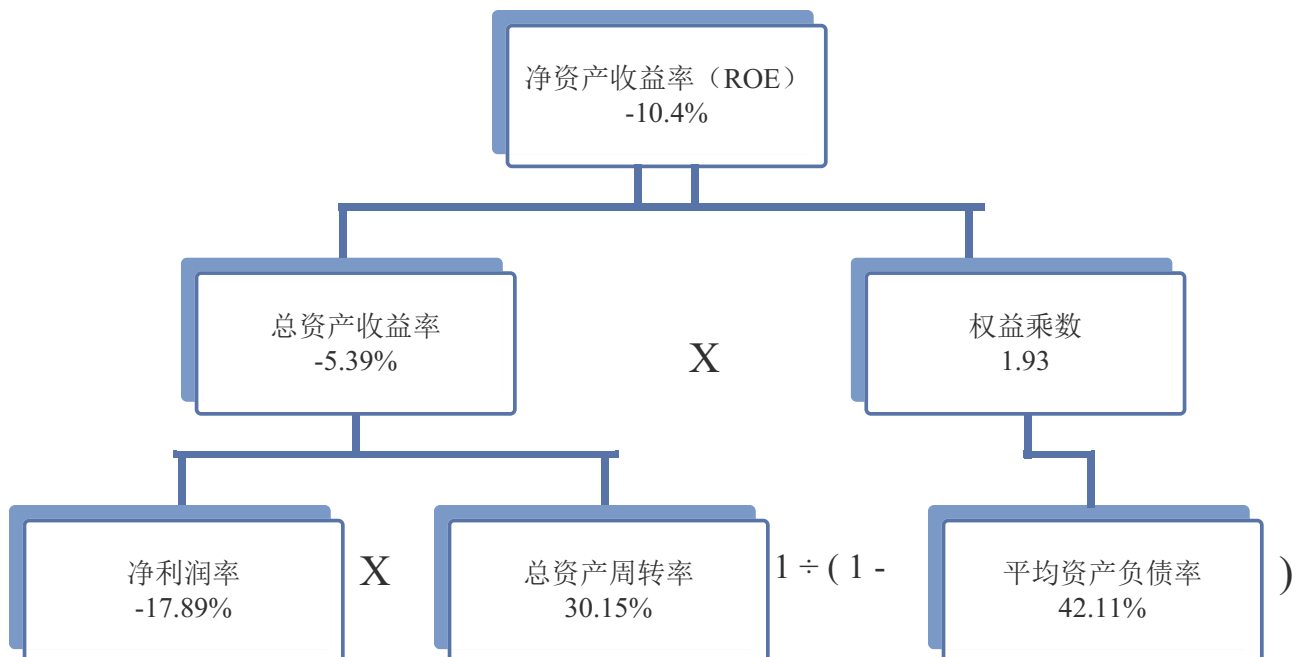 净资产收益率（ROE）
-10.4%
总资产收益率
-5.39%
X
权益乘数
1.93
净利润率
-17.89%
X
总资产周转率
30.15%
1 ÷ ( 1 -
平均资产负债率
42.11%
)